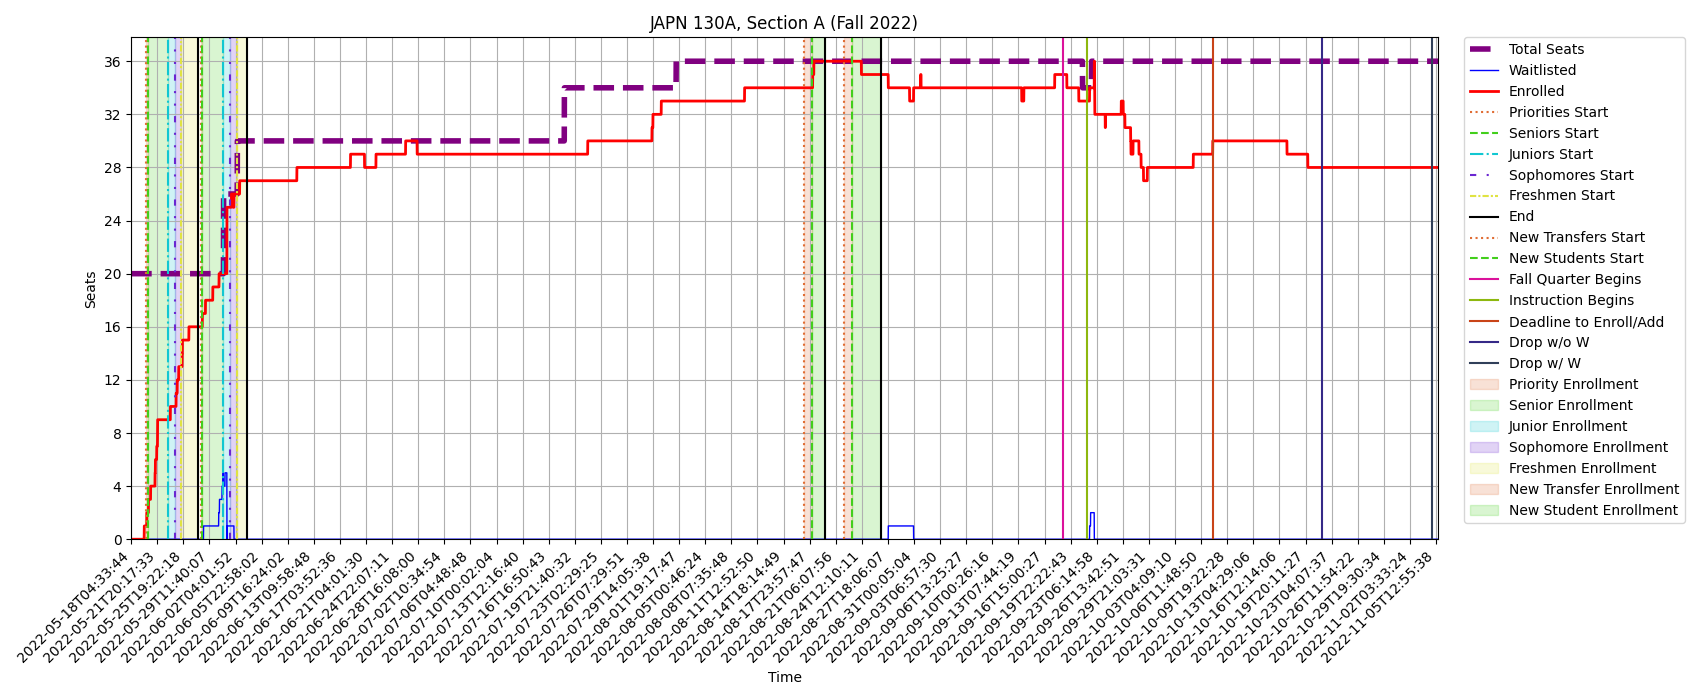 JAPN 130A, Section A (Fall 2022)
Seats
36
32
28
24
20
16
12
8
4
0
2022-05-18T04:33:44
2022-05-21T20:17:33
2022-05-25T19:22:18
2022-05-29T11:40:07
2022-06-02T04:01:52
2022-06-05T22:58:02
2022-06-09T16:24:02
2022-06-13T09:58:48
2022-06-17T03:52:36
2022-06-21T04:01:30
2022-06-24T22:07:11
2022-06-28T16:08:00
2022-07-02T10:34:54
2022-07-06T04:48:49
2022-07-10T00:02:04
2022-07-13T12:16:40
2022-07-16T16:50:43
2022-07-19T21:40:32
2022-07-23T02:29:25
2022-07-26T07:29:51
2022-07-29T14:05:38
2022-08-01T19:17:47
2022-08-05T00:46:24
2022-08-08T07:35:48
2022-08-11T12:52:50
2022-08-14T18:14:49
2022-08-17T23:57:47
2022-08-21T06:07:56
2022-08-24T12:10:11
2022-08-27T18:06:07
2022-08-31T00:05:04
2022-09-03T06:57:30
2022-09-06T13:25:27
2022-09-10T00:26:16
2022-09-13T07:44:19
2022-09-16T15:00:27
2022-09-19T22:22:43
2022-09-23T06:14:58
2022-09-26T13:42:51
2022-09-29T21:03:31
2022-10-03T04:09:10
2022-10-06T11:48:50
2022-10-09T19:22:28
2022-10-13T04:29:06
2022-10-16T12:14:06
2022-10-19T20:11:27
2022-10-23T04:07:37
2022-10-26T11:54:22
2022-10-29T19:30:34
2022-11-02T03:33:24
2022-11-05T12:55:38
Time
Total Seats
Waitlisted
Enrolled
Priorities Start
Seniors Start
Juniors Start
Sophomores Start
Freshmen Start
End
New Transfers Start
New Students Start
Fall Quarter Begins
Instruction Begins
Deadline to Enroll/Add
Drop w/o W
Drop w/ W
Priority Enrollment
Senior Enrollment
Junior Enrollment
Sophomore Enrollment
Freshmen Enrollment
New Transfer Enrollment
New Student Enrollment